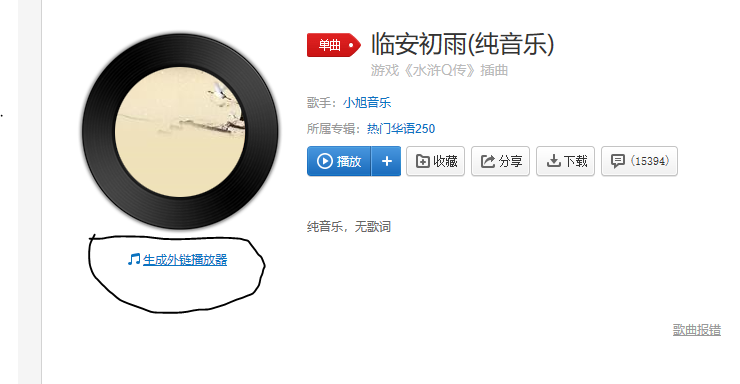 单曲
临安初雨(纯音乐)
游戏《水浒Q传》插曲
歌手：小旭音乐
所属专辑：热门华语250
播放 + 收藏 分享 下载 (15394)
纯音乐，无歌词
生成外链播放器
歌曲报错